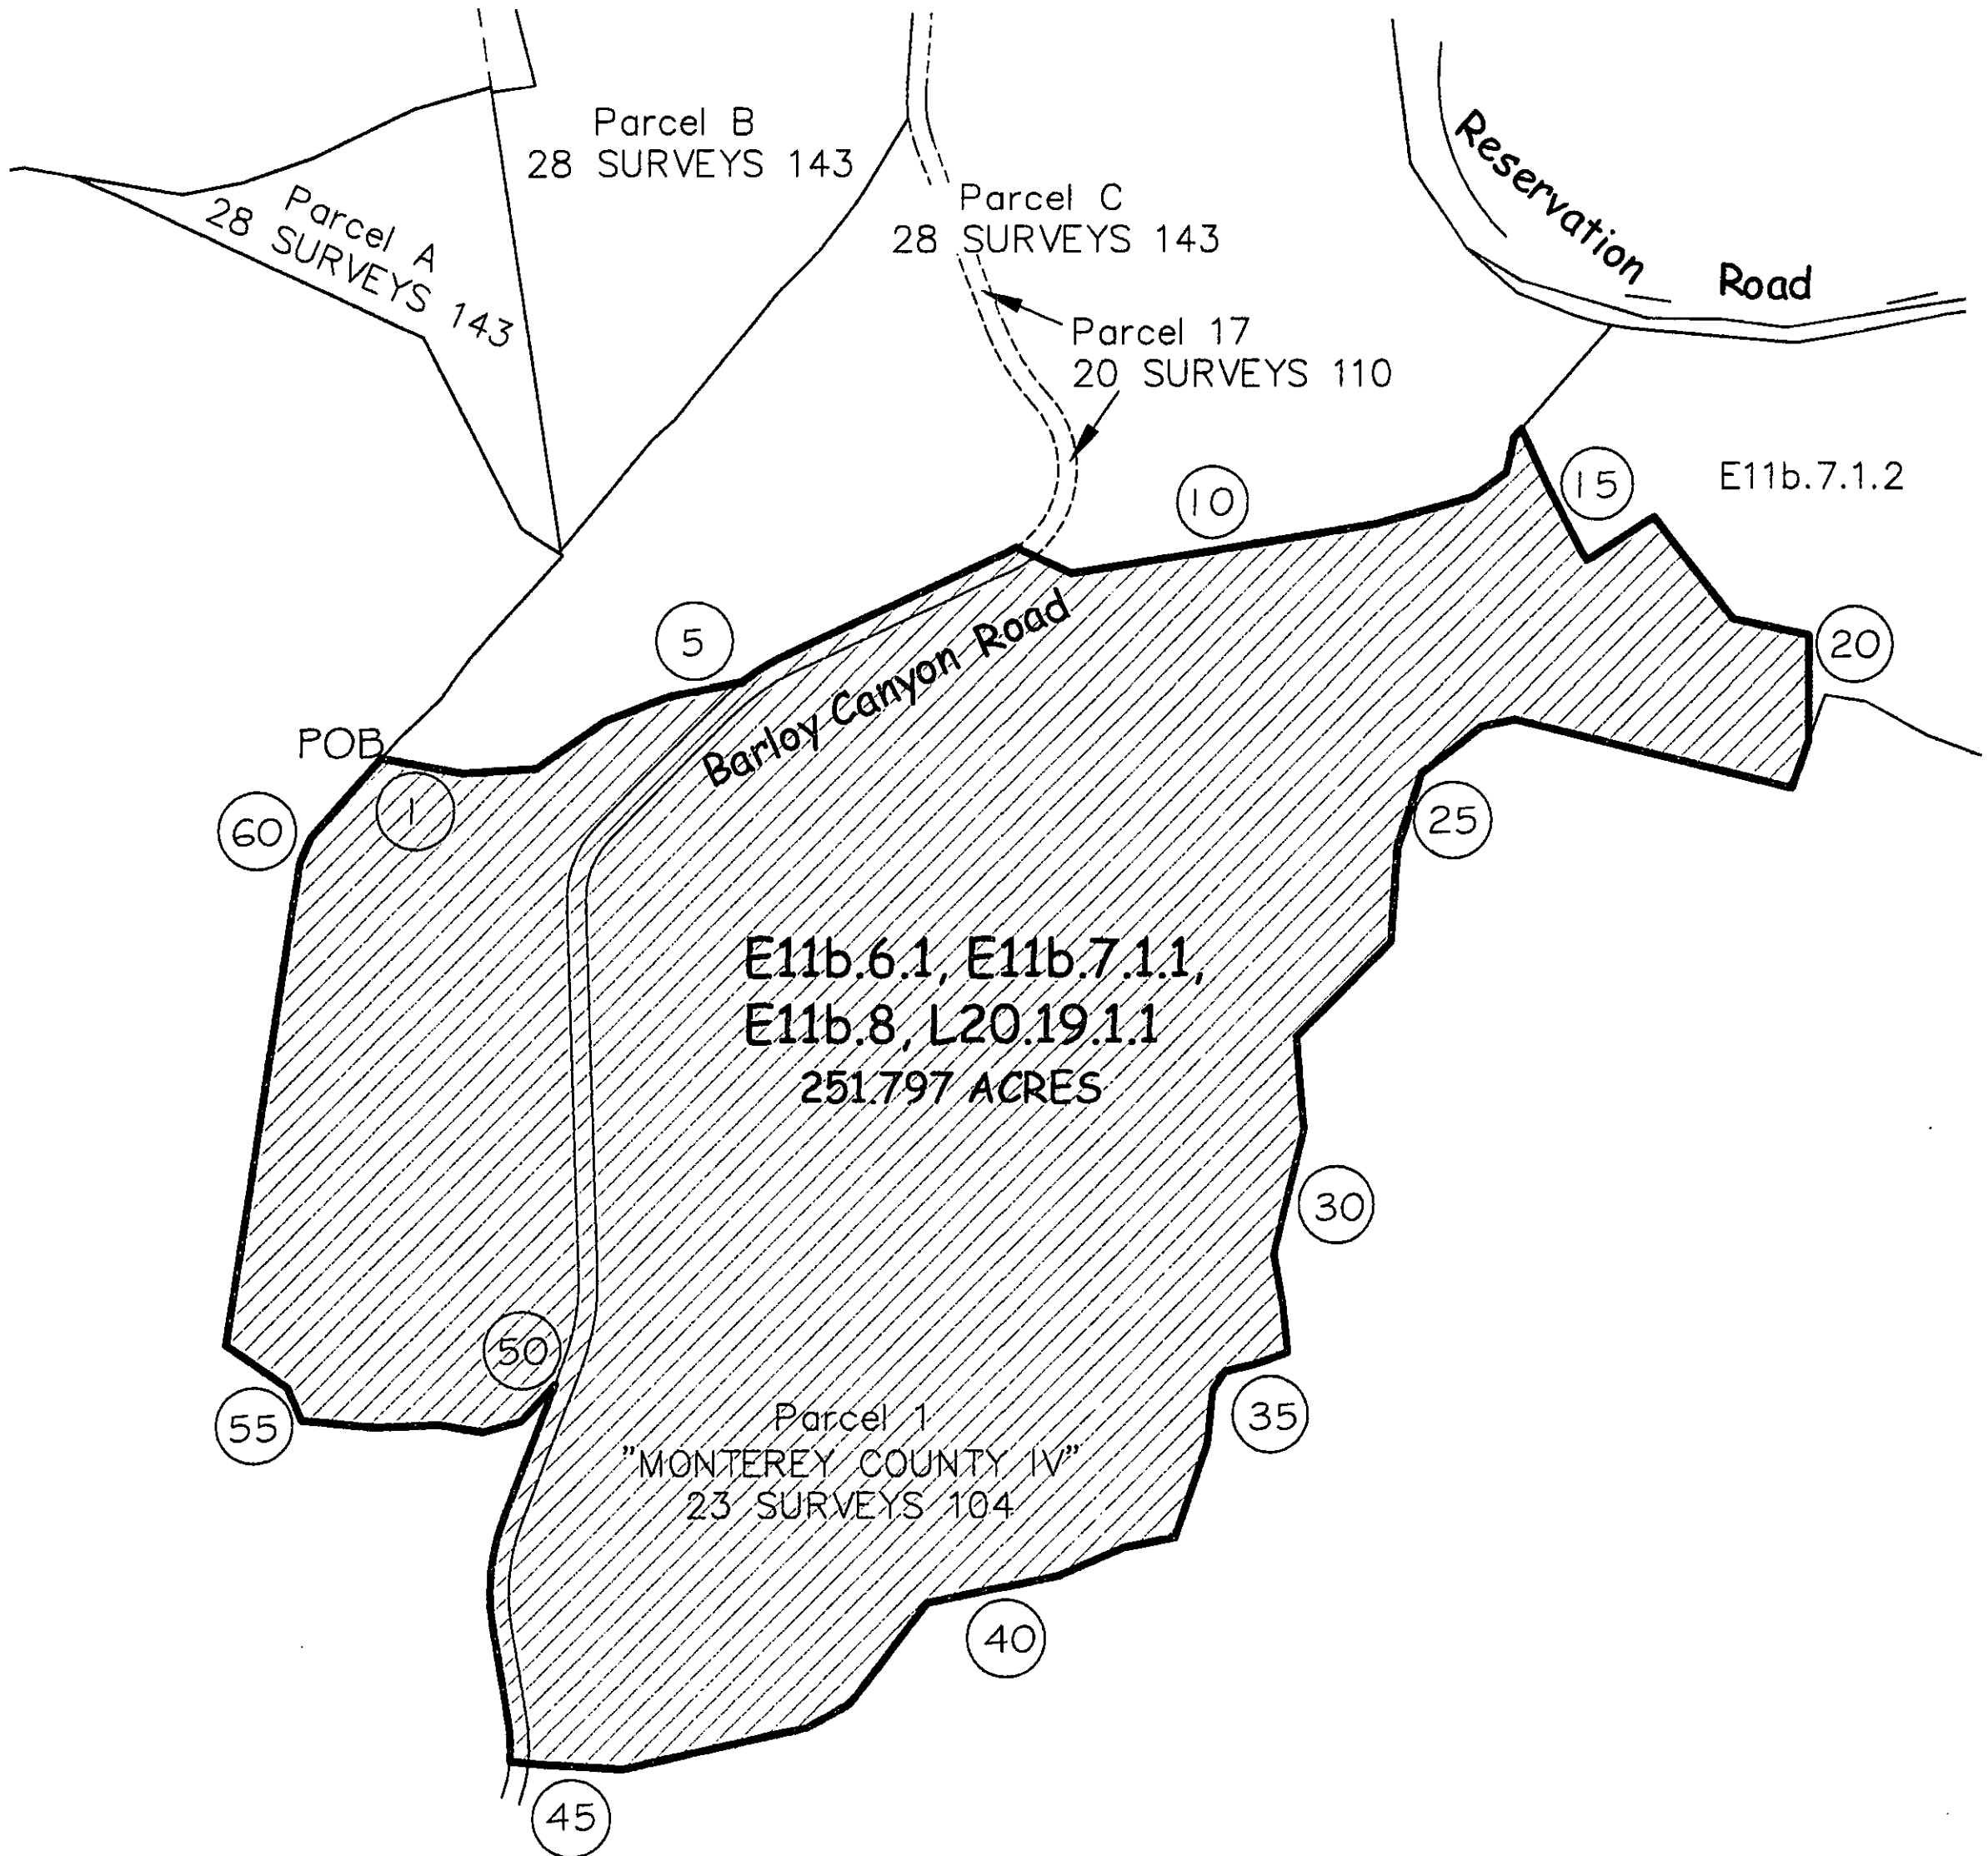 Parcel B
28 SURVEYS 143
Parcel A
28 SURVEYS 143
Parcel C
28 SURVEYS 143
Reservation Road
Parcel 17
20 SURVEYS 110
10
15
E11b.7.1.2
5
20
Barloy Canyon Road
POB
1
60
25
E11b.6.1, E11b.7.1.1,
E11b.8, L20.19.1.1
251.797 ACRES
30
50
55
35
Parcel 1
"MONTEREY COUNTY IV"
23 SURVEYS 104
40
45